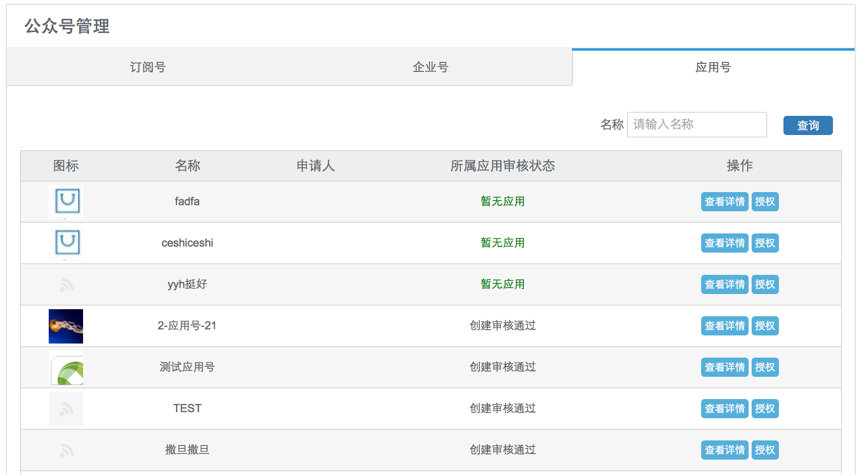 公众号管理
订阅号 企业号 应用号
名称 请输入名称 查询
图标 名称 申请人 所属应用审核状态 操作
fadfa 暂无应用 查看详情 授权
ceshiceshi 暂无应用 查看详情 授权
yyh挺好 暂无应用 查看详情 授权
2-应用号-21 创建审核通过 查看详情 授权
测试应用号 创建审核通过 查看详情 授权
TEST 创建审核通过 查看详情 授权
撒旦撒旦 创建审核通过 查看详情 授权